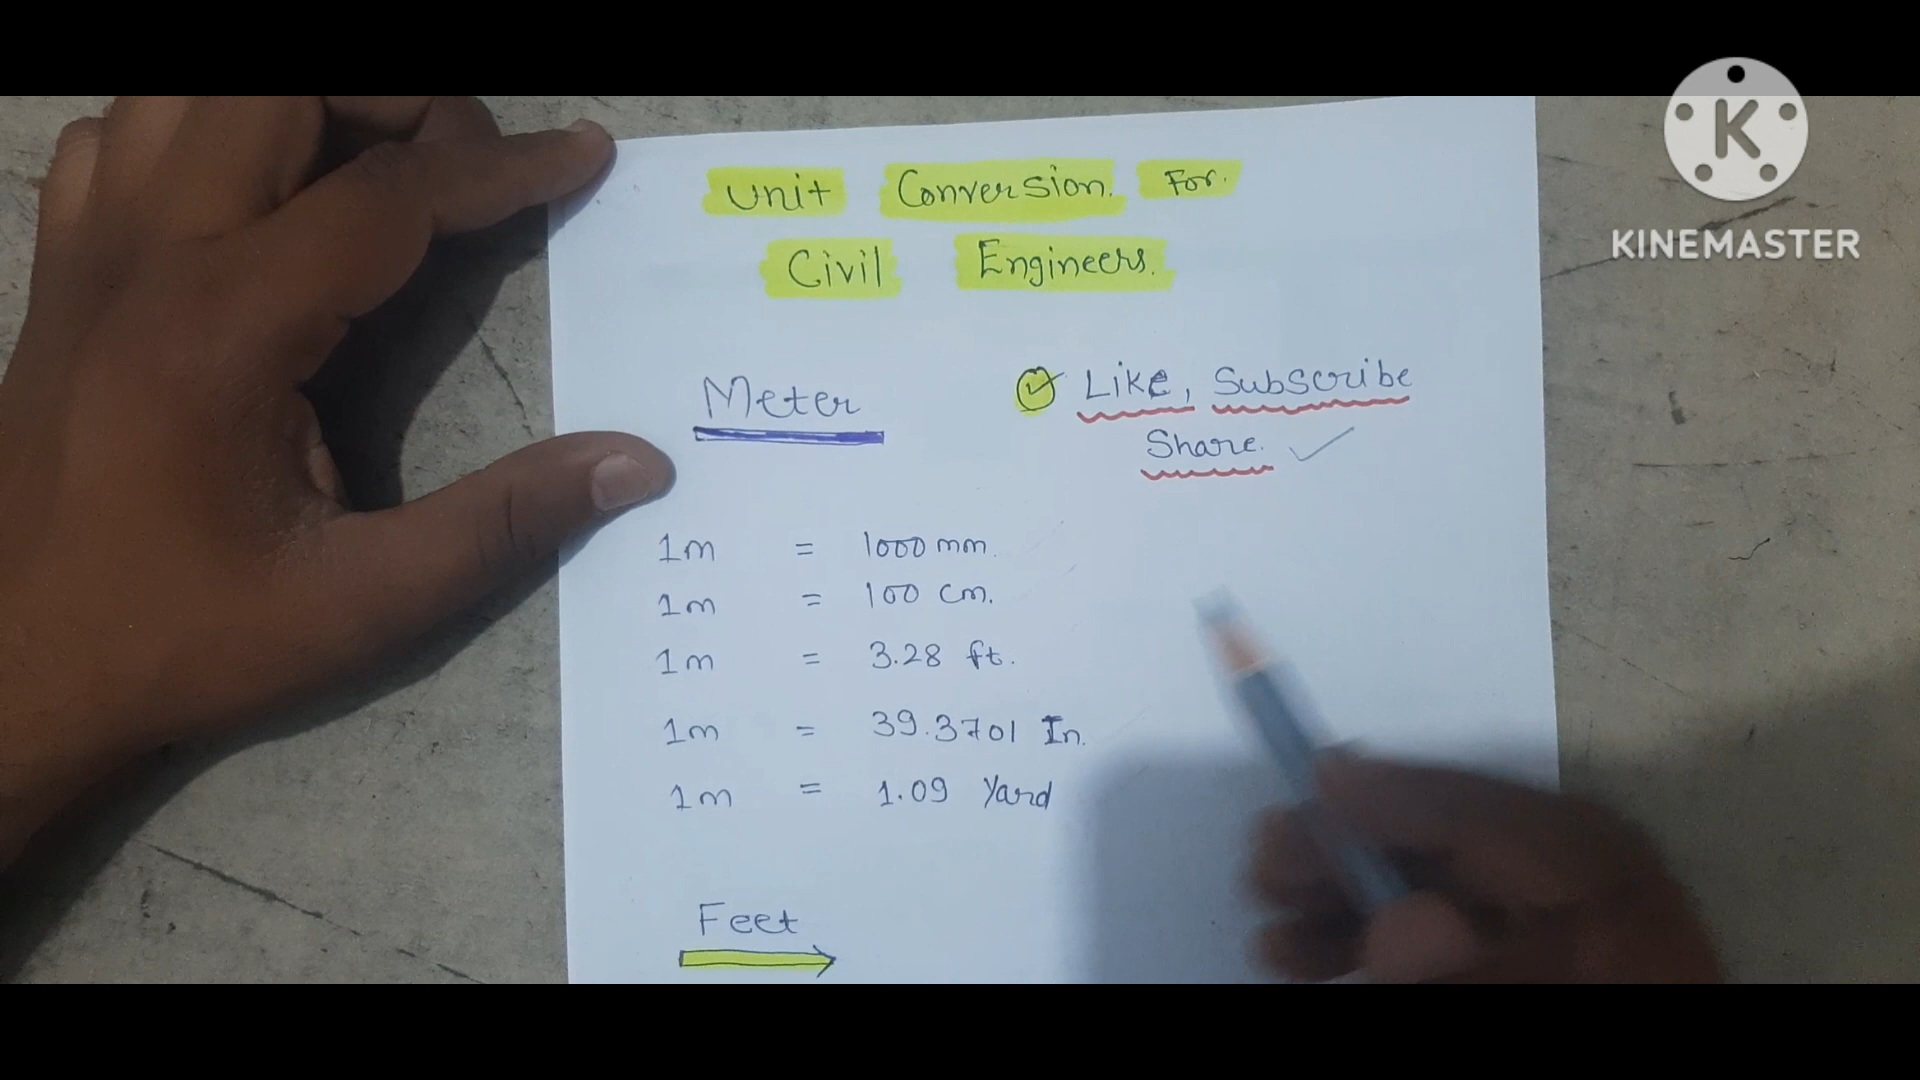 Unit Conversion. For.
Civil Engineers.
Meter
Like, Subscribe
Share.
1m = 1000 mm.
1m = 100 cm.
1m = 3.28 ft.
1m = 39.3701 In.
1m = 1.09 Yard
Feet
K
KINEMASTER